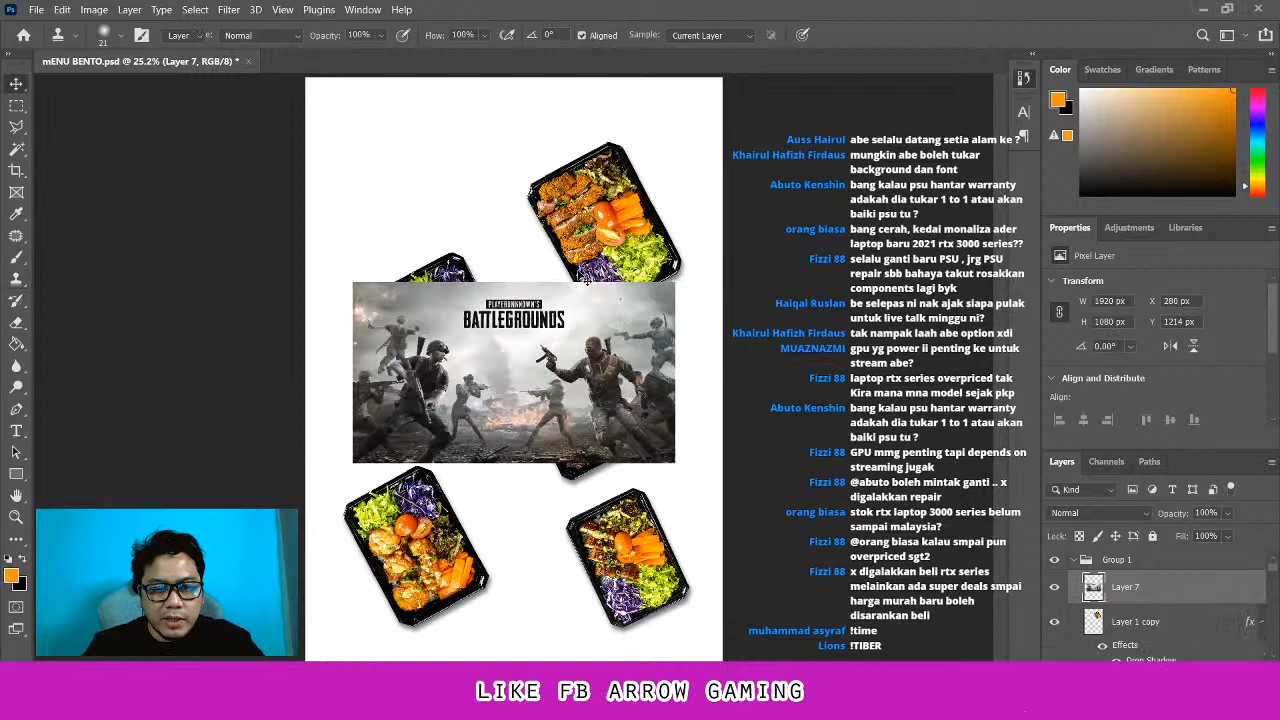 Ps File Edit Image Layer Type Select Filter 3D View Plugins Window Help
21 Layer Normal Opacity: 100% Flow: 100% 0° Aligned Sample: Current Layer
mENU BENTO.psd @ 25.2% (Layer 7, RGB/8) *
PLAYERUNKNOWN'S
BATTLEGROUNDS
Auss Hairul abe selalu datang setia alam ke ?
Khairul Hafizh Firdaus mungkin abe boleh tukar
background dan font
Abuto Kenshin bang kalau psu hantar warranty
adakah dia tukar 1 to 1 atau akan
baiki psu tu ?
orang biasa bang cerah, kedai monaliza ader
laptop baru 2021 rtx 3000 series??
Fizzi 88 selalu ganti baru PSU , jrg PSU
repair sbb bahaya takut rosakkan
components lagi byk
Haiqal Ruslan be selepas ni nak ajak siapa pulak
untuk live talk minggu ni?
Khairul Hafizh Firdaus tak nampak laah abe option xdi
MUAZNAZMI gpu yg power ii penting ke untuk
stream abe?
Fizzi 88 laptop rtx series overpriced tak
Kira mana mna model sejak pkp
Abuto Kenshin bang kalau psu hantar warranty
adakah dia tukar 1 to 1 atau akan
baiki psu tu ?
Fizzi 88 GPU mmg penting tapi depends on
streaming jugak
Fizzi 88 @abuto boleh mintak ganti .. x
digalakkan repair
orang biasa stok rtx laptop 3000 series belum
sampai malaysia?
Fizzi 88 @orang biasa kalau smpai pun
overpriced sgt2
Fizzi 88 x digalakkan beli rtx series
melainkan ada super deals smpai
harga murah baru boleh
disarankan beli
muhammad asyraf !time
Lions !TIBER
Color Swatches Gradients Patterns
Properties Adjustments Libraries
Pixel Layer
Transform
W 1920 px X 280 px
H 1080 px Y 1214 px
0.00°
Align and Distribute
Align:
Layers Channels Paths
Kind
Normal Opacity: 100%
Lock: Fill: 100%
Group 1
Layer 7
Layer 1 copy fx
Effects
Drop Shadow
LIKE FB ARROW GAMING